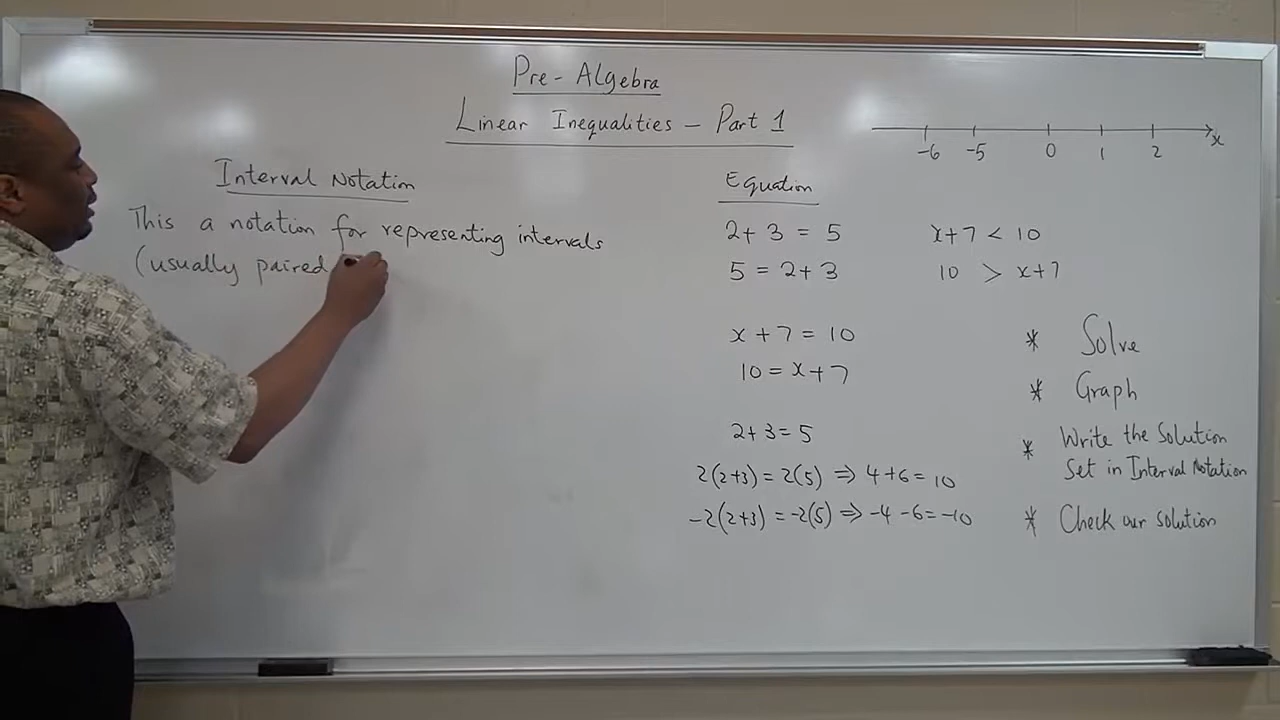 Pre-Algebra
Linear Inequalities - Part 1
-6 -5 0 1 2 x
Interval Notation
This a notation for representing intervals
(usually paired
Equation
2+3=5
5=2+3
x+7=10
10=x+7
2+3=5
2(2+3)=2(5) ⇒ 4+6=10
-2(2+3)=-2(5) ⇒ -4-6=-10
x+7<10
10 > x+7
* Solve
* Graph
* Write the Solution
Set in Interval Notation
* Check our solution